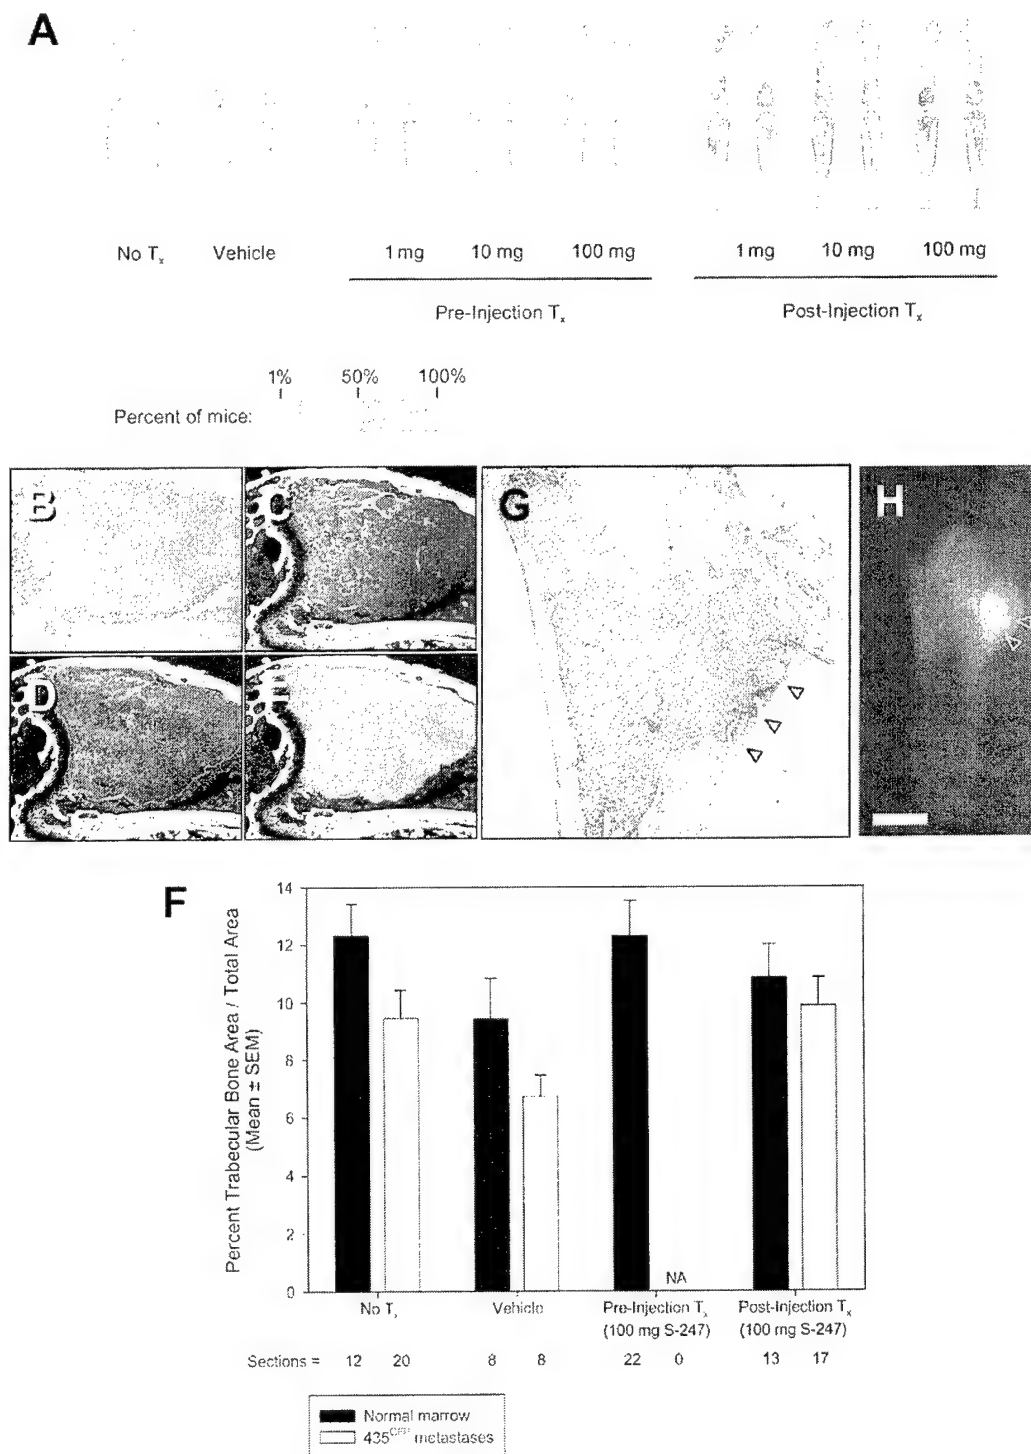 A
No Tx Vehicle 1 mg 10 mg 100 mg 1 mg 10 mg 100 mg
Pre-Injection Tx Post-Injection Tx
1% 50% 100%
Percent of mice:
B C G H
D E
F
Percent Trabecular Bone Area / Total Area
(Mean ± SEM)
14
12
10
8
6
4
2
0
NA
No Tx Vehicle Pre-Injection Tx Post-Injection Tx
(100 mg S-247) (100 mg S-247)
Sections = 12 20 8 8 22 0 13 17
Normal marrow
metastases